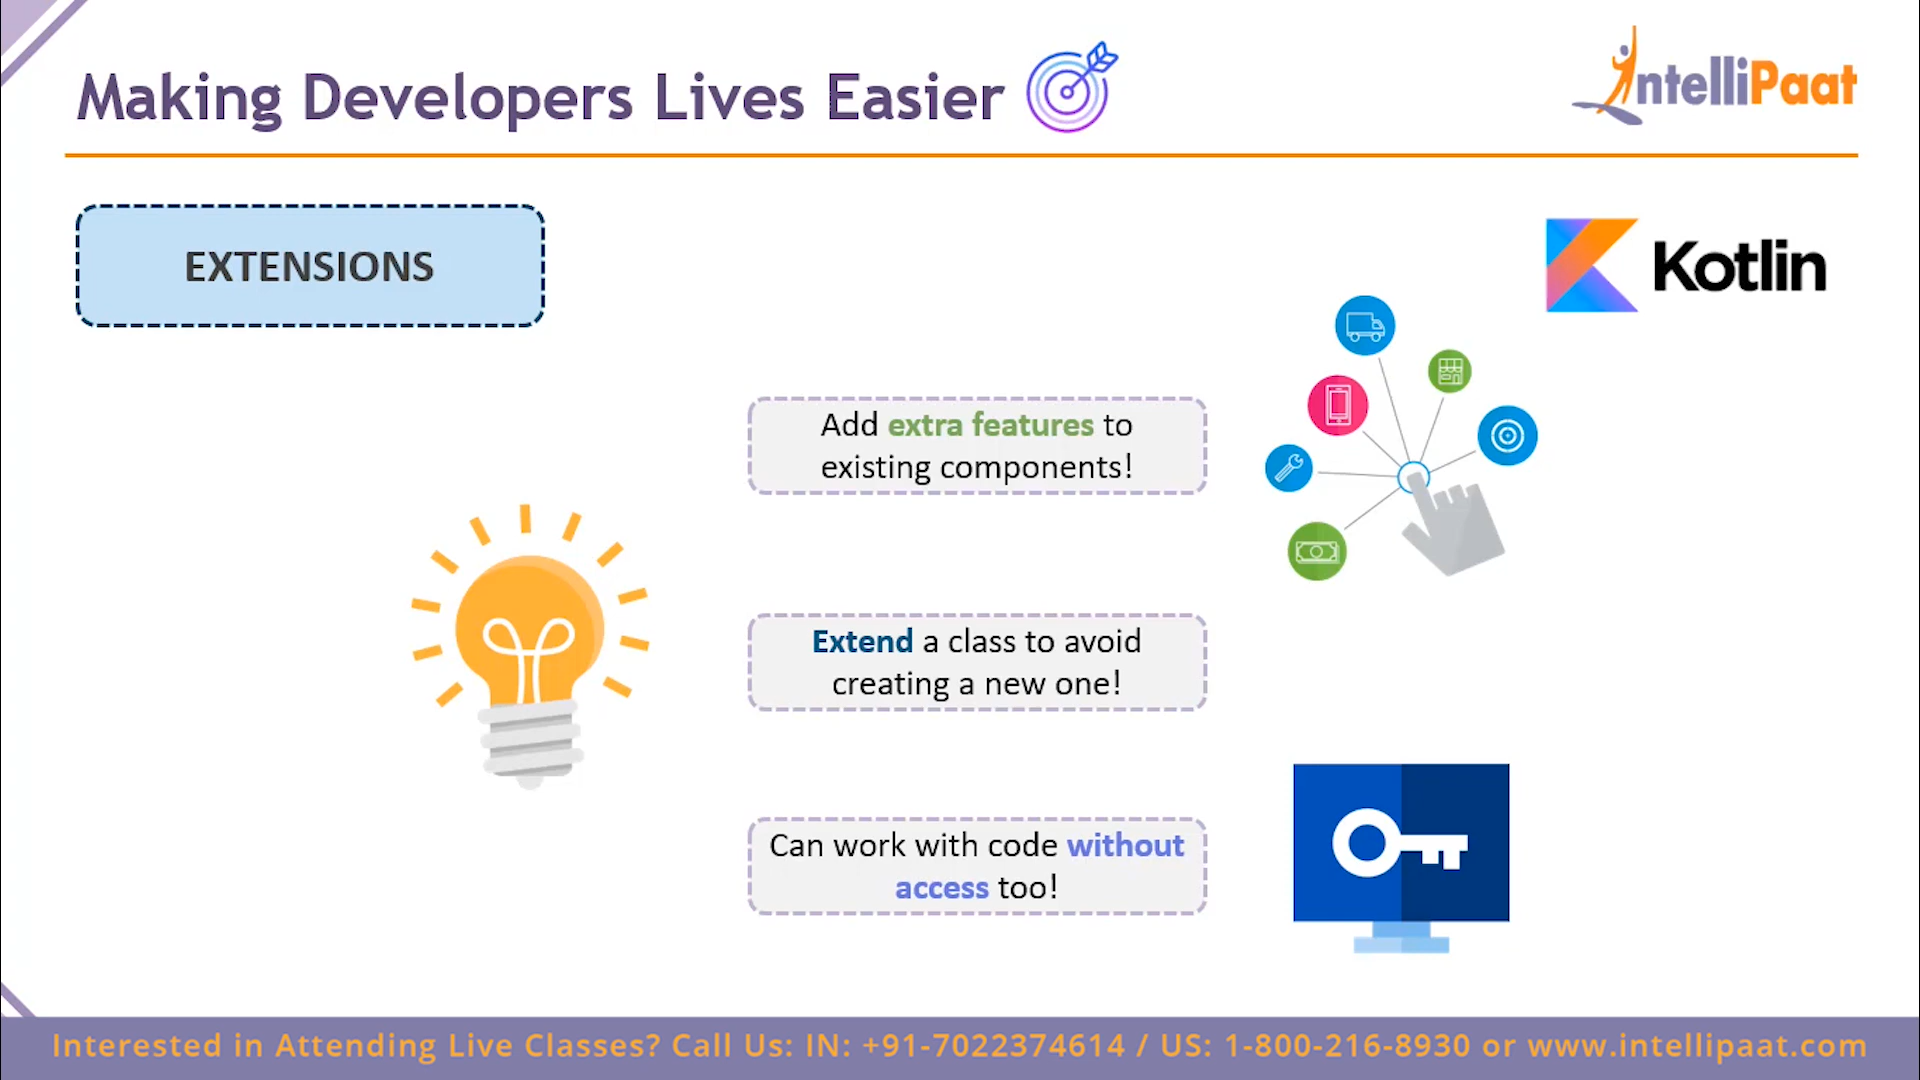 Making Developers Lives Easier
IntelliPaat
EXTENSIONS
Kotlin
Add extra features to
existing components!
Extend a class to avoid
creating a new one!
Can work with code without
access too!
Interested in Attending Live Classes? Call Us: IN: +91-7022374614 / US: 1-800-216-8930 or www.intellipaat.com